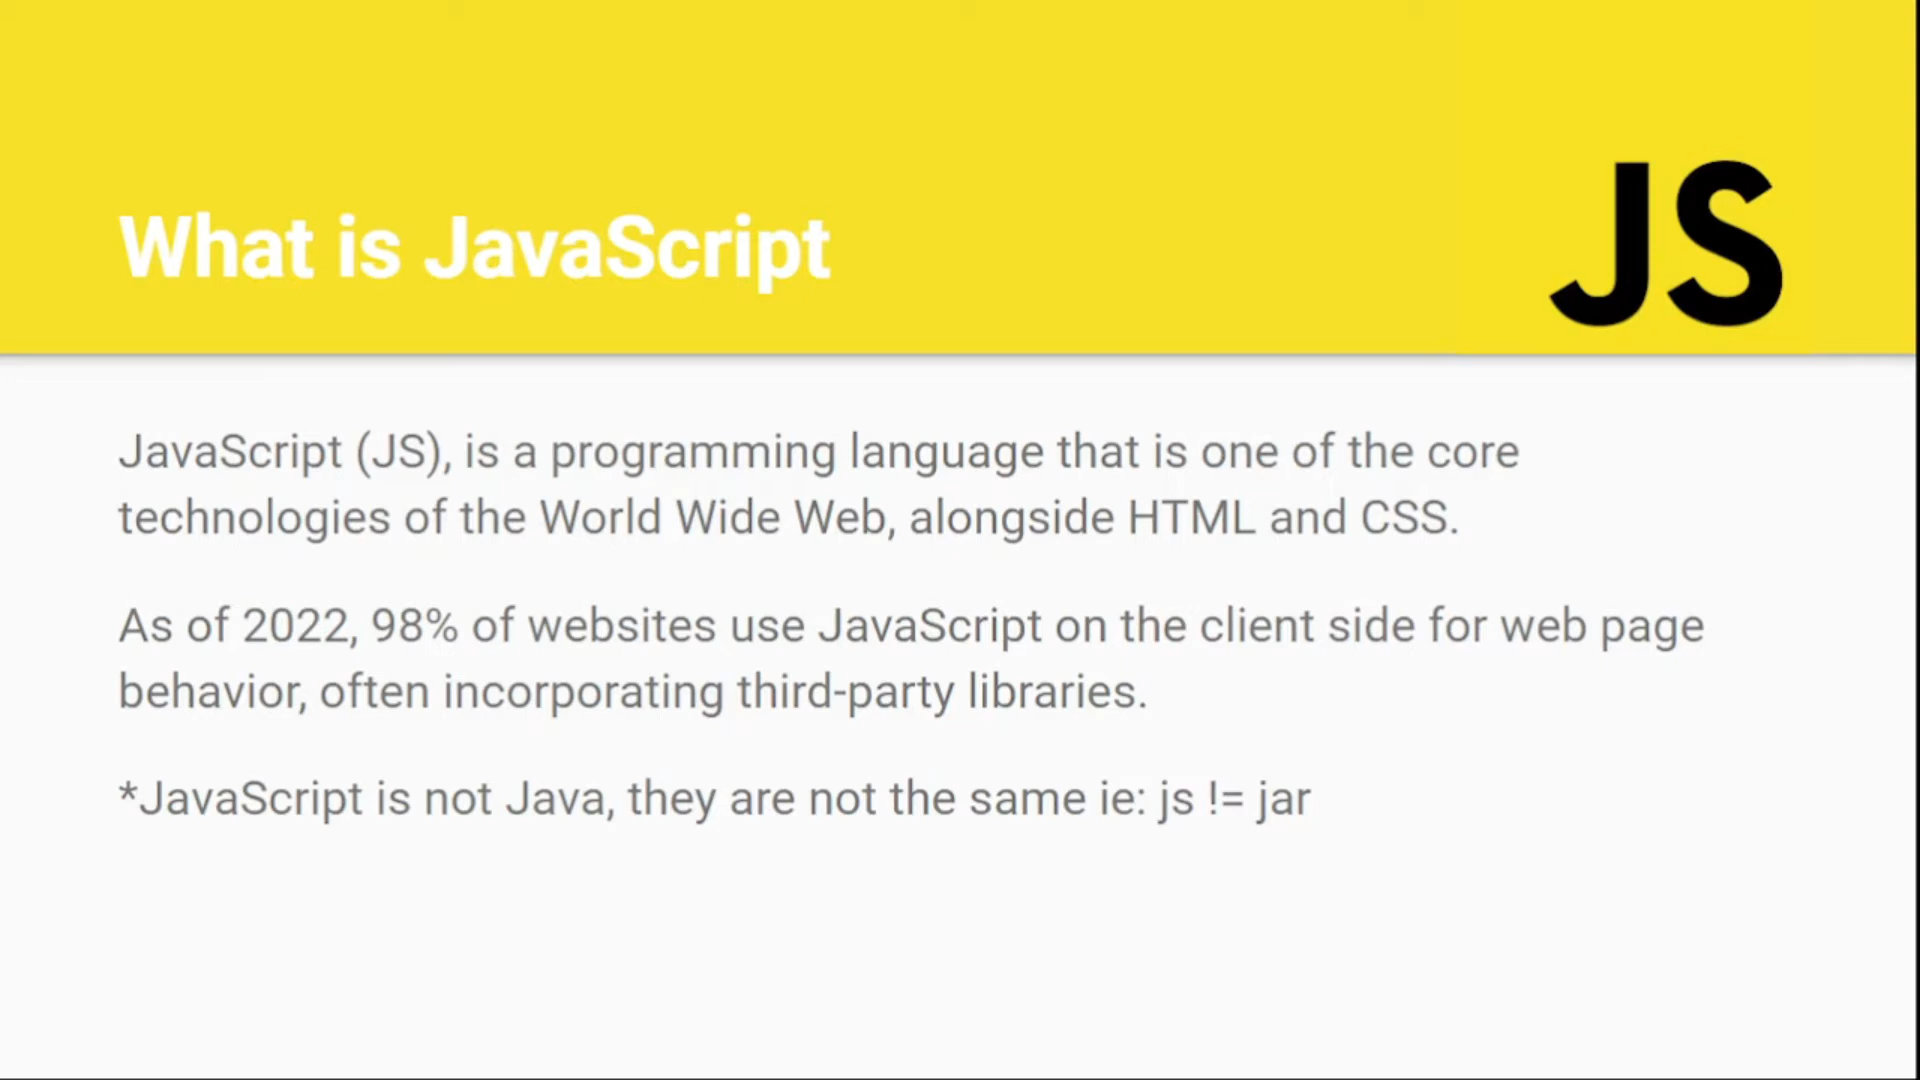 What is JavaScript
JS
JavaScript (JS), is a programming language that is one of the core
technologies of the World Wide Web, alongside HTML and CSS.
As of 2022, 98% of websites use JavaScript on the client side for web page
behavior, often incorporating third-party libraries.
*JavaScript is not Java, they are not the same ie: js != jar